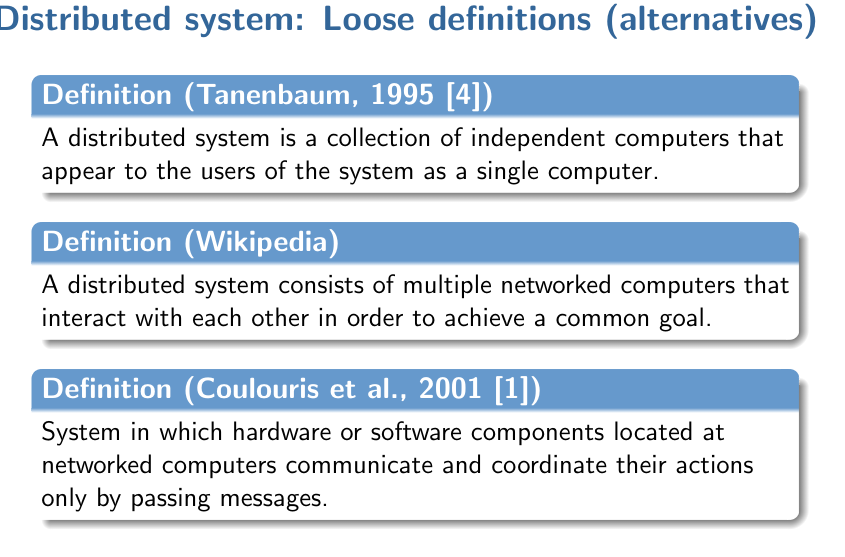 Distributed system: Loose definitions (alternatives)
Definition (Tanenbaum, 1995 [4])
A distributed system is a collection of independent computers that
appear to the users of the system as a single computer.
Definition (Wikipedia)
A distributed system consists of multiple networked computers that
interact with each other in order to achieve a common goal.
Definition (Coulouris et al., 2001 [1])
System in which hardware or software components located at
networked computers communicate and coordinate their actions
only by passing messages.